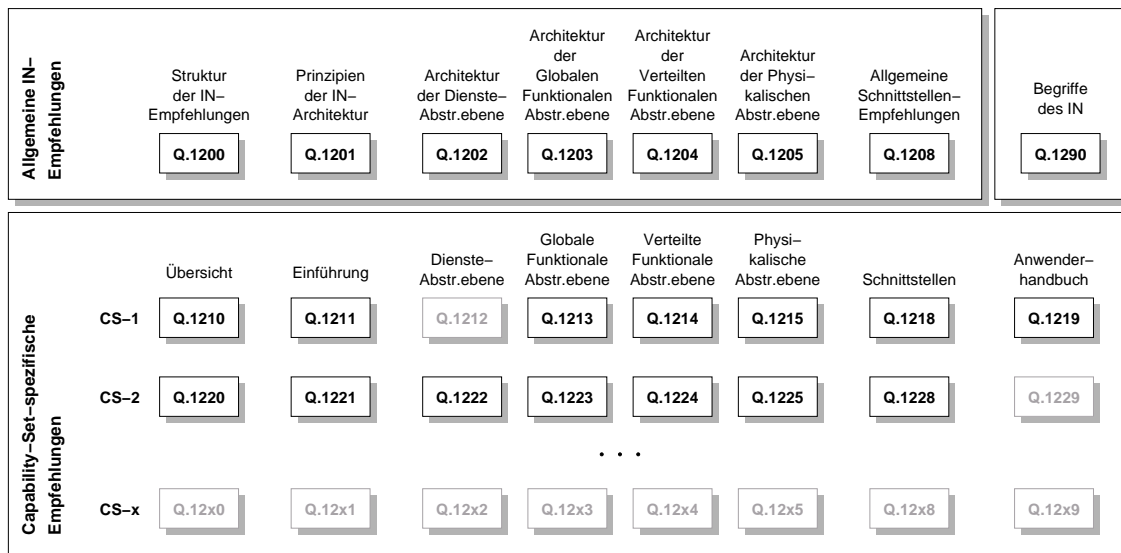 Allgemeine IN–
Empfehlungen
Struktur
der IN–
Empfehlungen
Q.1200
Prinzipien
der IN–
Architektur
Q.1201
Architektur
der Dienste–
Abstr.ebene
Q.1202
Architektur
der
Globalen
Funktionalen
Abstr.ebene
Q.1203
Architektur
der
Verteilten
Funktionalen
Abstr.ebene
Q.1204
Architektur
der Physi–
kalischen
Abstr.ebene
Q.1205
Allgemeine
Schnittstellen–
Empfehlungen
Q.1208
Begriffe
des IN
Q.1290
Capability–Set–spezifische
Empfehlungen
Übersicht
Einführung
Dienste–
Abstr.ebene
Globale
Funktionale
Abstr.ebene
Verteilte
Funktionale
Abstr.ebene
Physi–
kalische
Abstr.ebene
Schnittstellen
Anwender–
handbuch
CS–1 Q.1210 Q.1211 Q.1212 Q.1213 Q.1214 Q.1215 Q.1218 Q.1219
CS–2 Q.1220 Q.1221 Q.1222 Q.1223 Q.1224 Q.1225 Q.1228 Q.1229
. . .
CS–x Q.12x0 Q.12x1 Q.12x2 Q.12x3 Q.12x4 Q.12x5 Q.12x8 Q.12x9